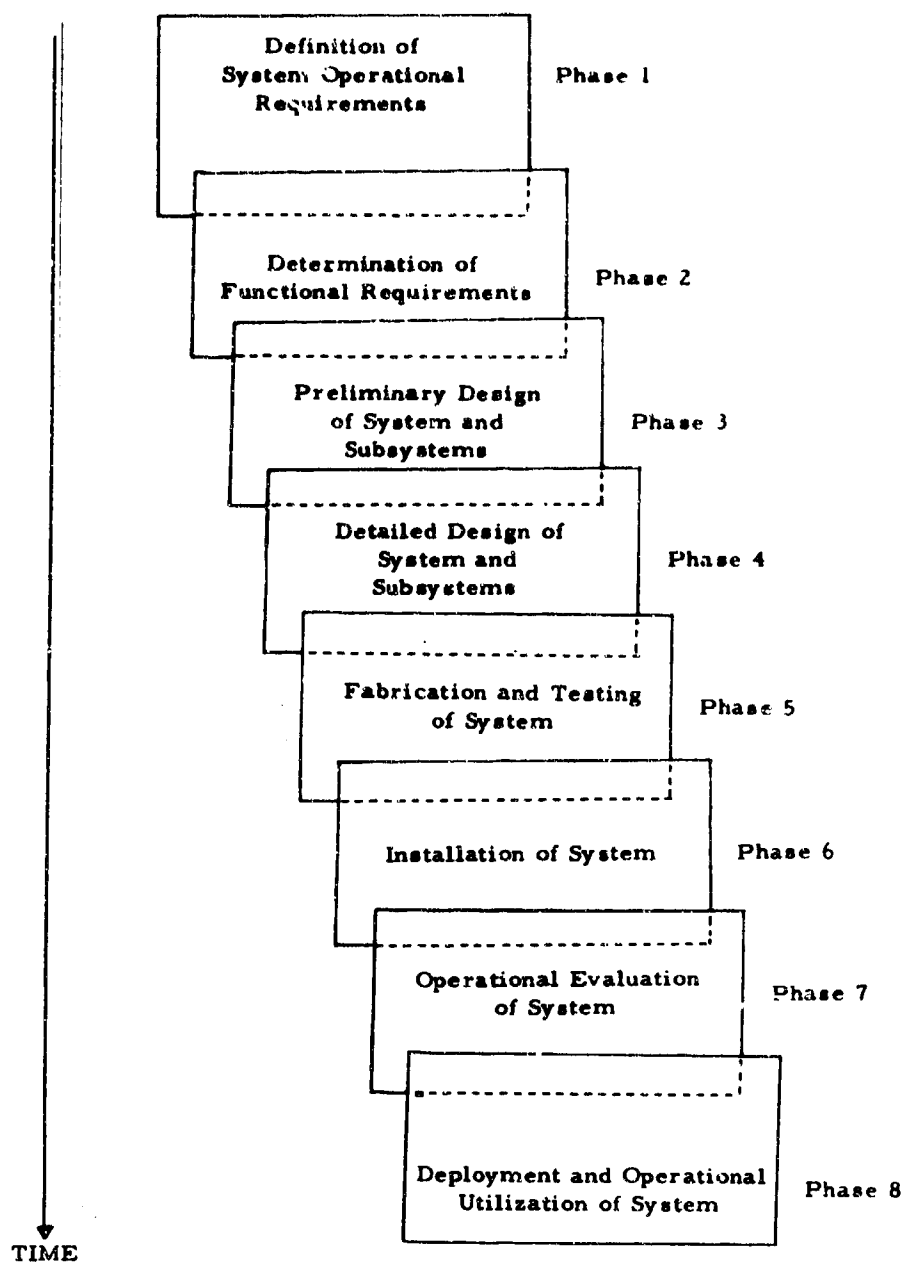 Definition of
System Operational
Requirements
Phase 1
Determination of
Functional Requirements
Phase 2
Preliminary Design
of System and
Subsystems
Phase 3
Detailed Design of
System and
Subsystems
Phase 4
Fabrication and Testing
of System
Phase 5
Installation of System
Phase 6
Operational Evaluation
of System
Phase 7
Deployment and Operational
Utilization of System
Phase 8
TIME